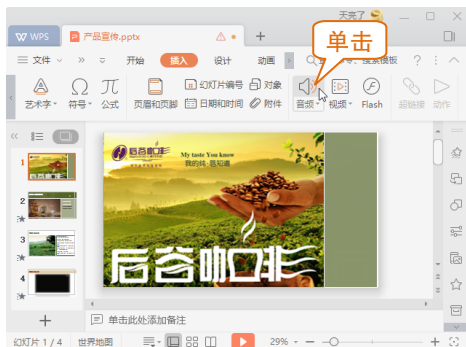 天亮了
WPS 产品宣传.pptx
单击
文件 开始 插入 设计 动画 搜索模板
艺术字 符号 公式 页眉和页脚 幻灯片编号 日期和时间 对象 附件 音频 视频 Flash 超链接 动作
1
2
3
4
后谷咖啡
My taste You know
我的纯·您知道
后谷咖啡
单击此处添加备注
幻灯片 1 / 4 世界地图 29%